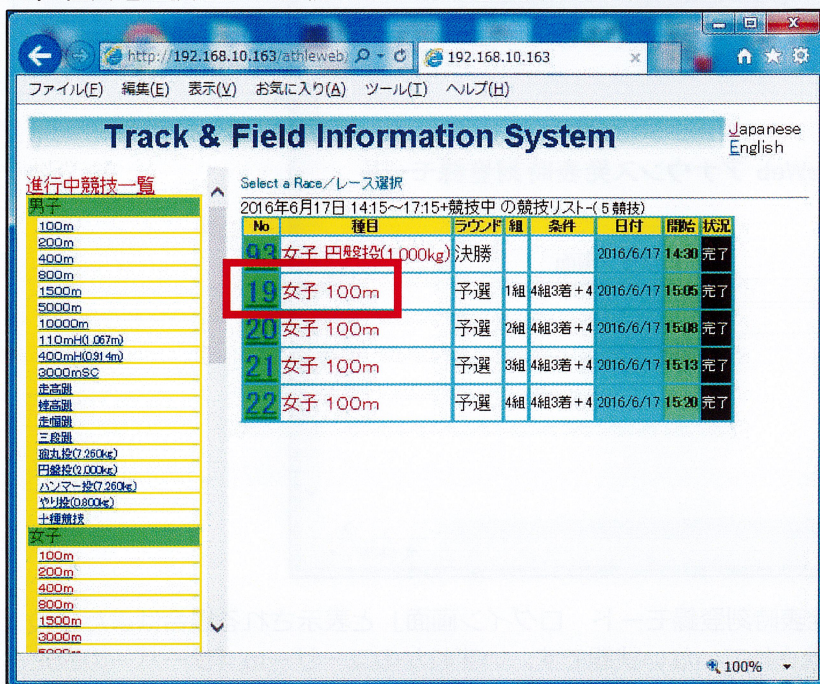 http://192.168.10.163/athleweb/
192.168.10.163
ファイル(F) 編集(E) 表示(V) お気に入り(A) ツール(T) ヘルプ(H)
Track & Field Information System
Japanese
English
進行中競技一覧
男子
100m
200m
400m
800m
1500m
5000m
10000m
110mH(1.067m)
400mH(0.914m)
3000mSC
走高跳
棒高跳
走幅跳
三段跳
砲丸投(7.260kg)
円盤投(2.000kg)
ハンマー投(7.260kg)
やり投(0.800kg)
十種競技
女子
100m
200m
400m
800m
1500m
3000m
5000m
Select a Race/レース選択
2016年6月17日 14:15~17:15+競技中 の競技リスト-( 5 競技)
No 種目 ラウンド 組 条件 日付 開始 状況
93 女子 円盤投(1.000kg) 決勝 2016/6/17 14:30 完了
19 女子 100m 予選 1組 4組3着+4 2016/6/17 15:05 完了
20 女子 100m 予選 2組 4組3着+4 2016/6/17 15:08 完了
21 女子 100m 予選 3組 4組3着+4 2016/6/17 15:13 完了
22 女子 100m 予選 4組 4組3着+4 2016/6/17 15:20 完了
100%